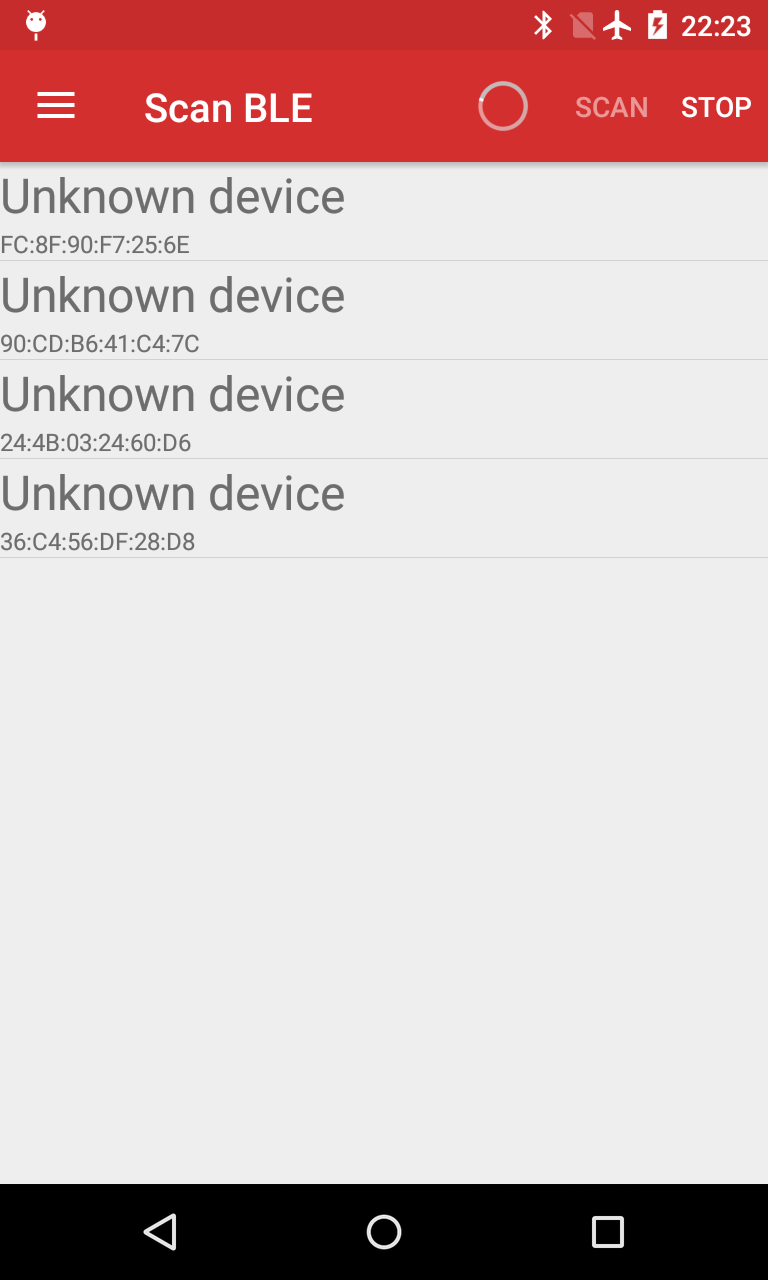 22:23
Scan BLE SCAN STOP
Unknown device
FC:8F:90:F7:25:6E
Unknown device
90:CD:B6:41:C4:7C
Unknown device
24:4B:03:24:60:D6
Unknown device
36:C4:56:DF:28:D8